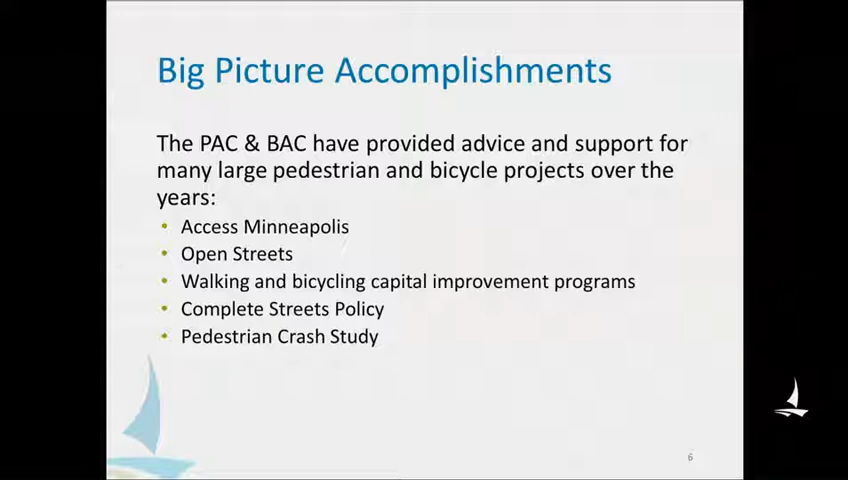 Big Picture Accomplishments
The PAC & BAC have provided advice and support for
many large pedestrian and bicycle projects over the
years:
• Access Minneapolis
• Open Streets
• Walking and bicycling capital improvement programs
• Complete Streets Policy
• Pedestrian Crash Study
6